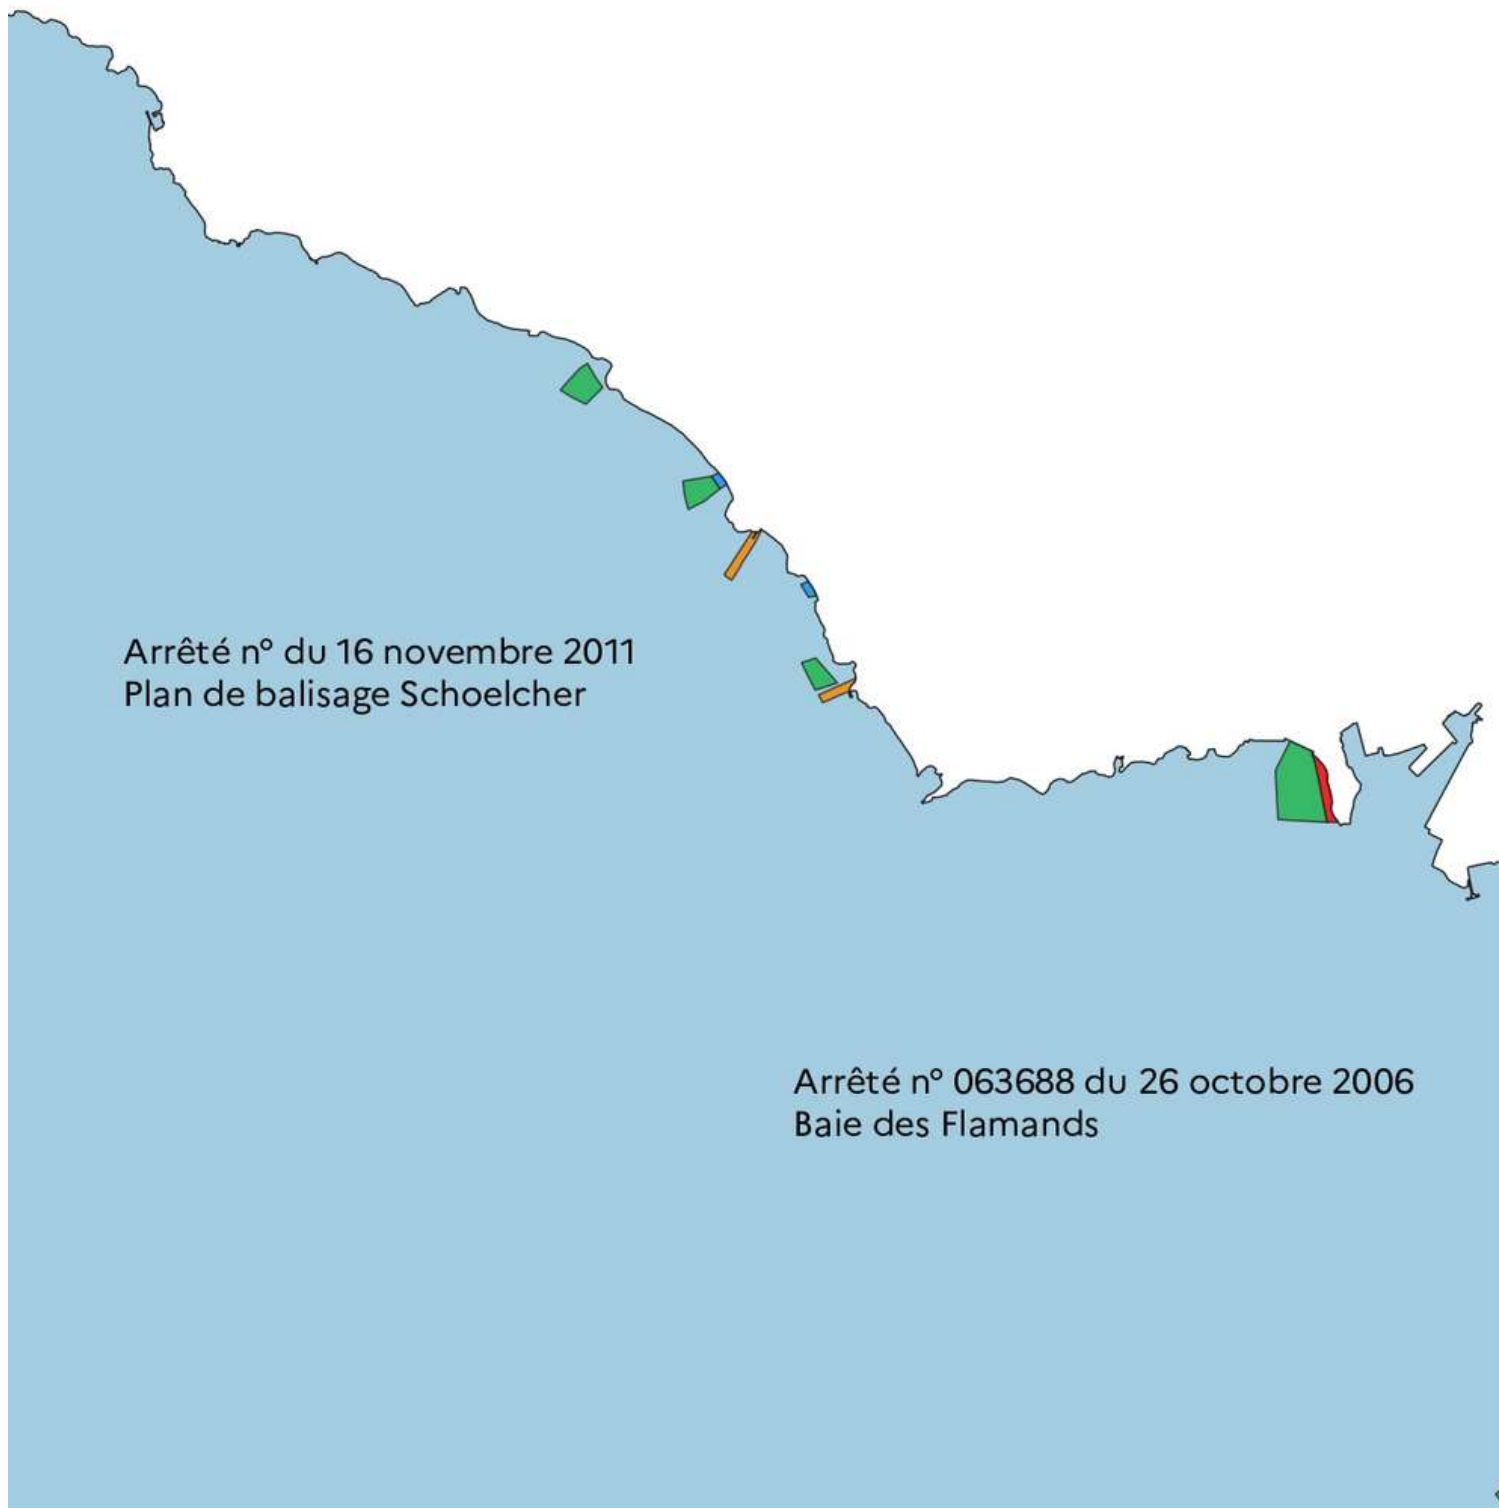 Arrêté n° du 16 novembre 2011
Plan de balisage Schoelcher
Arrêté n° 063688 du 26 octobre 2006
Baie des Flamands